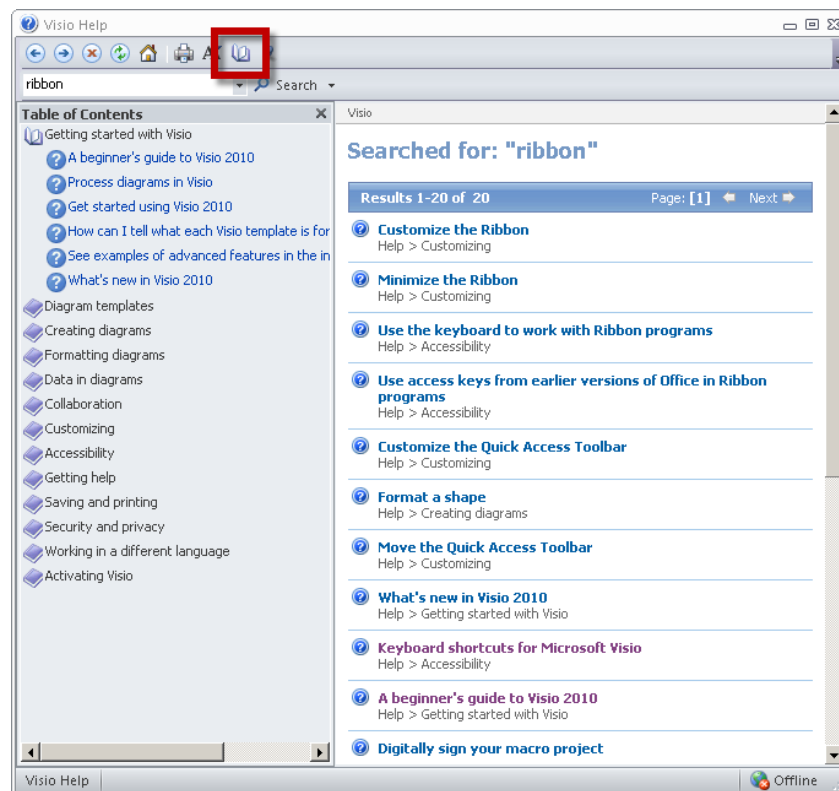 Visio Help
ribbon
Search
Table of Contents
Getting started with Visio
A beginner's guide to Visio 2010
Process diagrams in Visio
Get started using Visio 2010
How can I tell what each Visio template is for
See examples of advanced features in the in
What's new in Visio 2010
Diagram templates
Creating diagrams
Formatting diagrams
Data in diagrams
Collaboration
Customizing
Accessibility
Getting help
Saving and printing
Security and privacy
Working in a different language
Activating Visio
Visio
Searched for: "ribbon"
Results 1-20 of 20 Page: [1] Next
Customize the Ribbon
Help > Customizing
Minimize the Ribbon
Help > Customizing
Use the keyboard to work with Ribbon programs
Help > Accessibility
Use access keys from earlier versions of Office in Ribbon
programs
Help > Accessibility
Customize the Quick Access Toolbar
Help > Customizing
Format a shape
Help > Creating diagrams
Move the Quick Access Toolbar
Help > Customizing
What's new in Visio 2010
Help > Getting started with Visio
Keyboard shortcuts for Microsoft Visio
Help > Accessibility
A beginner's guide to Visio 2010
Help > Getting started with Visio
Digitally sign your macro project
Visio Help
Offline